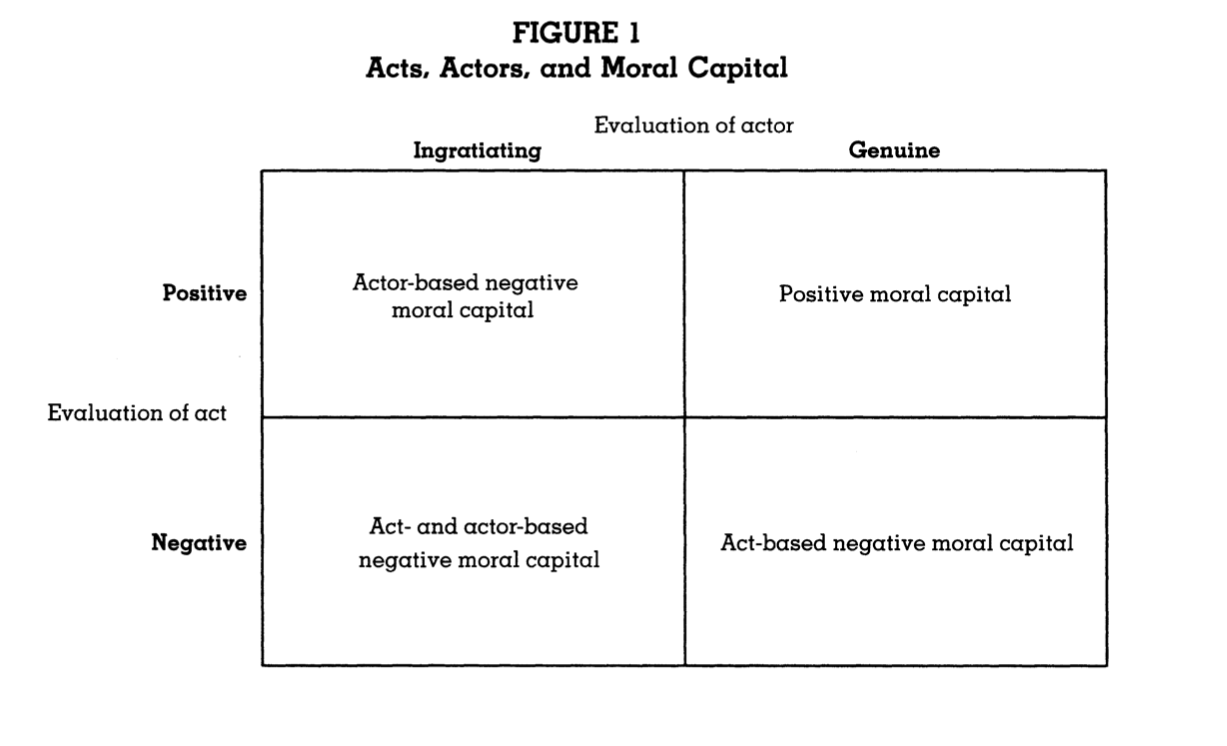 FIGURE 1
Acts, Actors, and Moral Capital
Evaluation of actor
Ingratiating Genuine
Actor-based negative
moral capital
Positive
Positive moral capital
Evaluation of act
Act- and actor-based
negative moral capital
Negative
Act-based negative moral capital